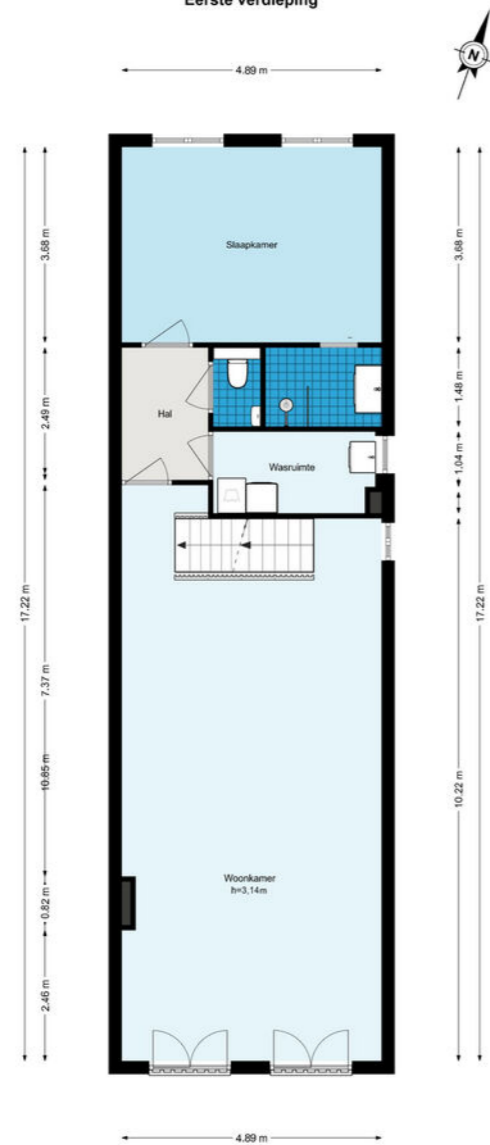 Eerste verdieping
N
4.89 m
3.68 m
3.68 m
Slaapkamer
2.49 m
1.48 m
Hal
1.04 m
Wasruimte
17.22 m
17.22 m
7.37 m
10.85 m
10.22 m
Woonkamer
h=3,14m
0.82 m
2.46 m
4.89 m